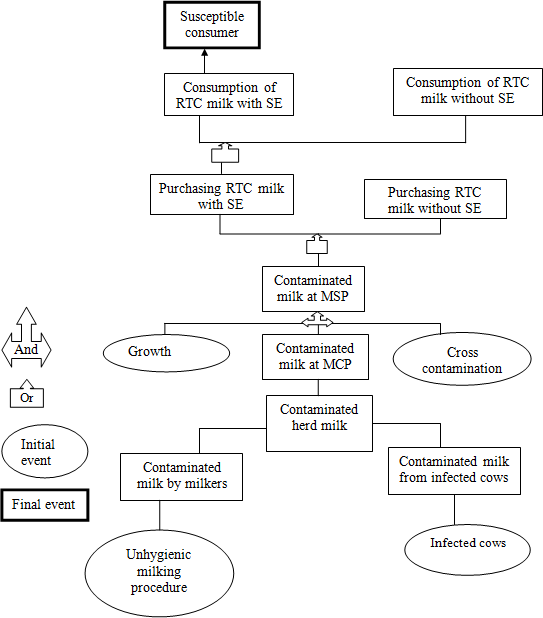 Susceptible
consumer
Consumption of
RTC milk with SE
Consumption of RTC
milk without SE
Purchasing RTC milk
with SE
Purchasing RTC
milk without SE
Contaminated
milk at MSP
And
Growth
Contaminated
milk at MCP
Cross
contamination
Or
Contaminated
herd milk
Initial
event
Contaminated
milk by milkers
Contaminated milk
from infected cows
Final event
Unhygienic
milking
procedure
Infected cows